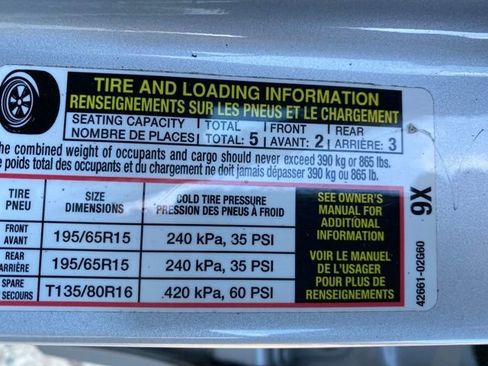 TIRE AND LOADING INFORMATION
RENSEIGNEMENTS SUR LES PNEUS ET LE CHARGEMENT
SEATING CAPACITY TOTAL FRONT REAR
NOMBRE DE PLACES TOTAL: 5 AVANT: 2 ARRIÈRE: 3
he combined weight of occupants and cargo should never exceed 390 kg or 865 lbs.
e poids total des occupants et du chargement ne doit jamais dépasser 390 kg ou 865 lb.
TIRE SIZE COLD TIRE PRESSURE
PNEU DIMENSIONS PRESSION DES PNEUS À FROID
FRONT
AVANT 195/65R15 240 kPa, 35 PSI
REAR
ARRIÈRE 195/65R15 240 kPa, 35 PSI
SPARE
SECOURS T135/80R16 420 kPa, 60 PSI
SEE OWNER'S
MANUAL FOR
ADDITIONAL
INFORMATION
VOIR LE MANUEL
DE L'USAGER
POUR PLUS DE
RENSEIGNEMENTS
9X
42661-02G60